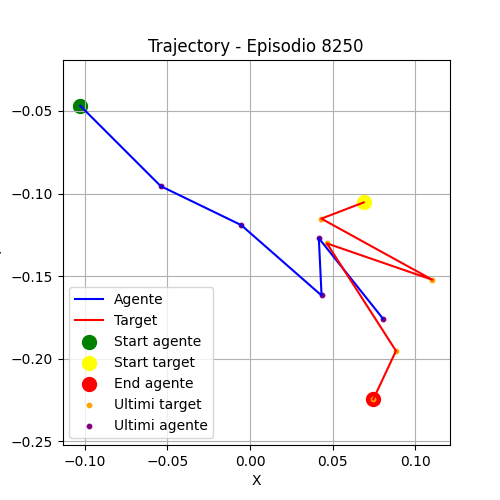 Trajectory - Episodio 8250
−0.05
−0.10
−0.15
−0.20
−0.25
Agente
Target
Start agente
Start target
End agente
Ultimi target
Ultimi agente
−0.10
−0.05
0.00
0.05
0.10
X